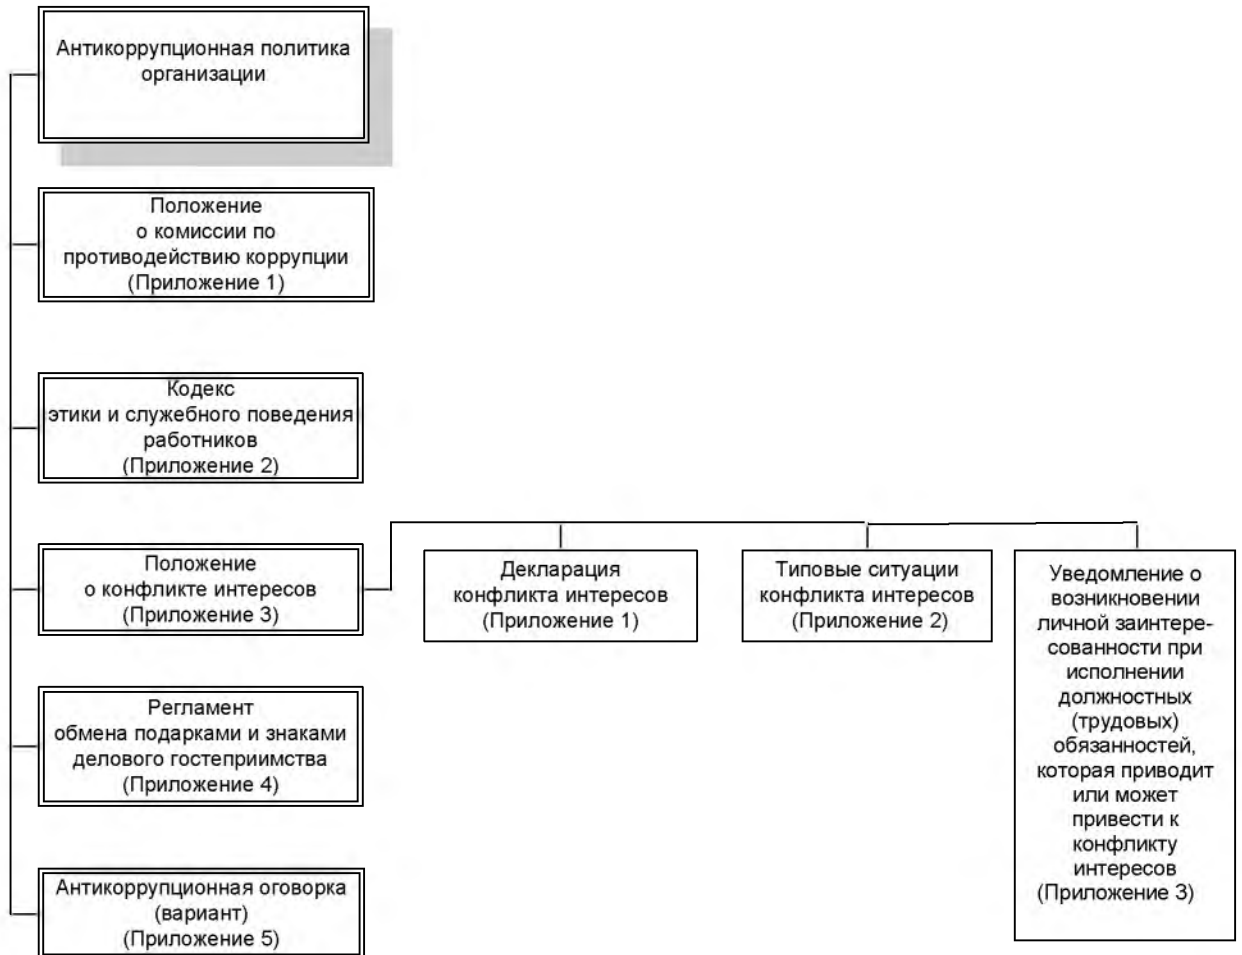 Антикоррупционная политика
организации
Положение
о комиссии по
противодействию коррупции
(Приложение 1)
Кодекс
этики и служебного поведения
работников
(Приложение 2)
Положение
о конфликте интересов
(Приложение 3)
Декларация
конфликта интересов
(Приложение 1)
Типовые ситуации
конфликта интересов
(Приложение 2)
Уведомление о
возникновении
личной заинтере-
сованности при
исполнении
должностных
(трудовых)
обязанностей,
которая приводит
или может
привести к
конфликту
интересов
(Приложение 3)
Регламент
обмена подарками и знаками
делового гостеприимства
(Приложение 4)
Антикоррупционная оговорка
(вариант)
(Приложение 5)